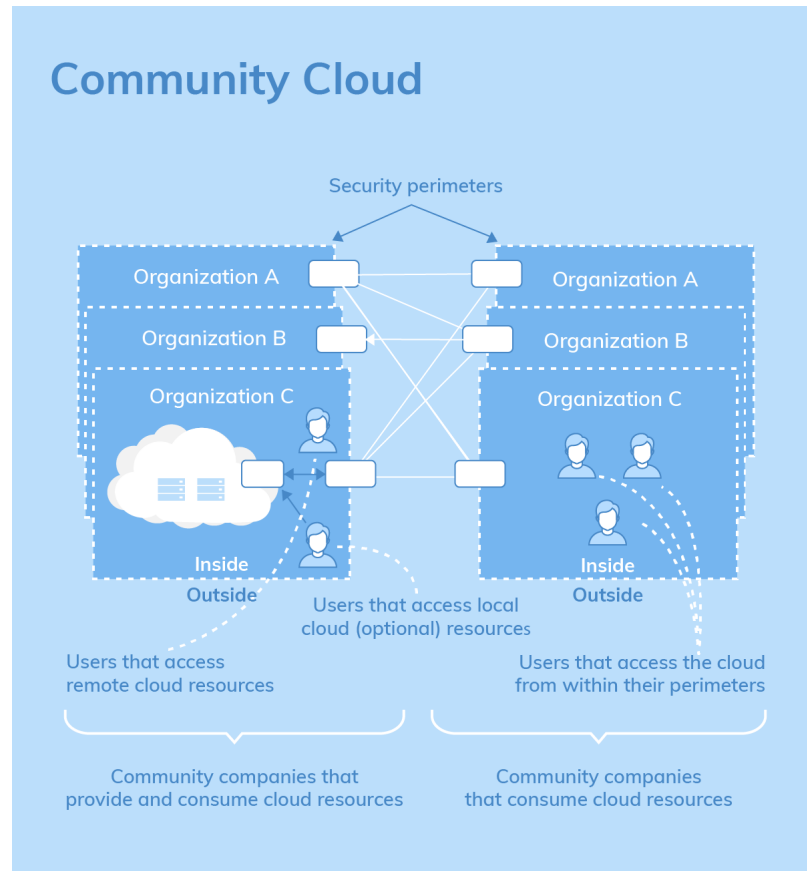 Community Cloud
Security perimeters
Organization A
Organization A
Organization B
Organization B
Organization C
Organization C
Inside
Inside
Outside
Outside
Users that access local
cloud (optional) resources
Users that access
remote cloud resources
Users that access the cloud
from within their perimeters
Community companies that
provide and consume cloud resources
Community companies
that consume cloud resources